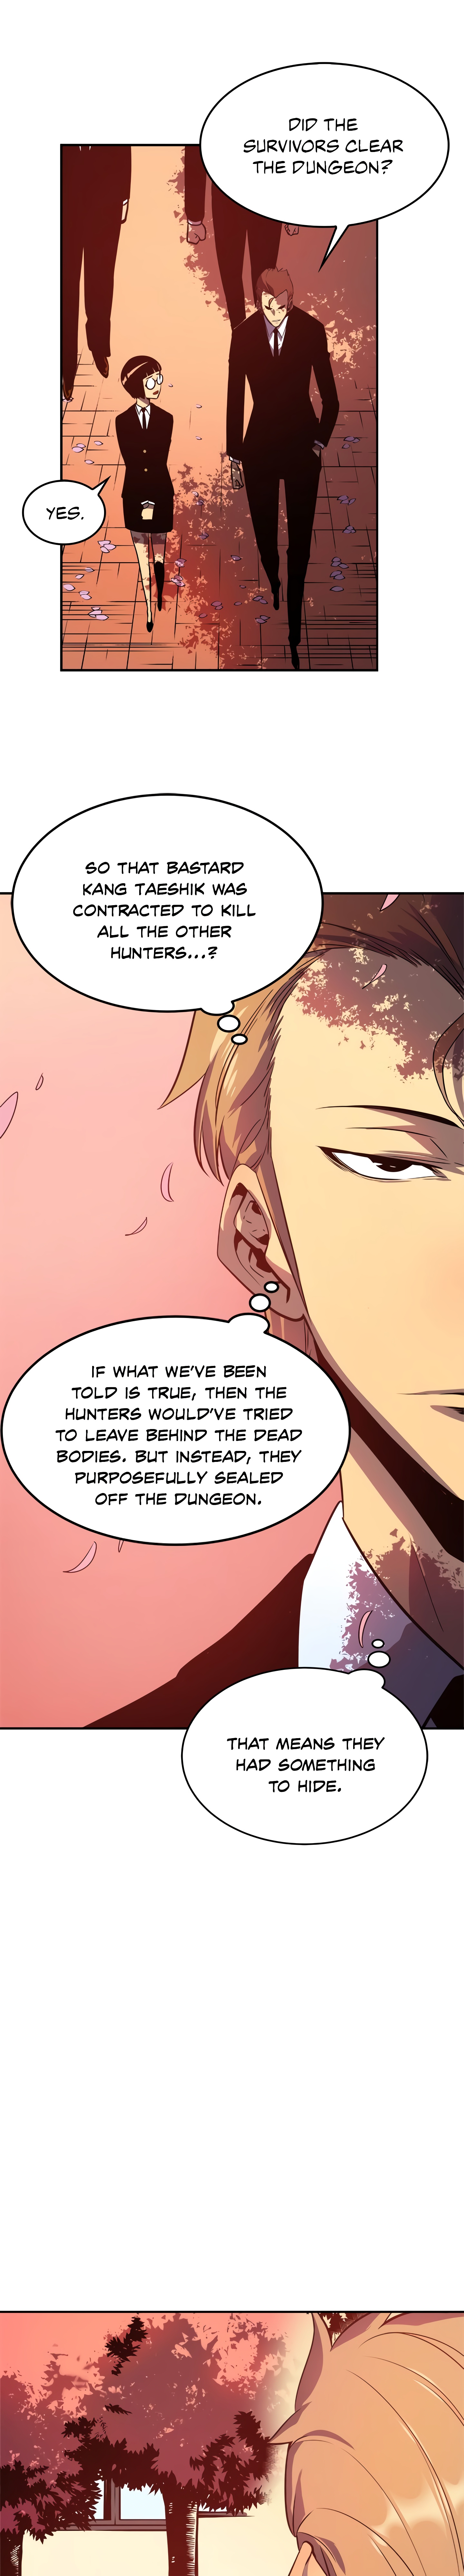 DID THE
SURVIVORS CLEAR
THE DUNGEON?
YES.
SO THAT BASTARD
KANG TAESHIK WAS
CONTRACTED TO KILL
ALL THE OTHER
HUNTERS...?
IF WHAT WE'VE BEEN
TOLD IS TRUE, THEN THE
HUNTERS WOULD'VE TRIED
TO LEAVE BEHIND THE DEAD
BODIES. BUT INSTEAD, THEY
PURPOSEFULLY SEALED
OFF THE DUNGEON.
THAT MEANS THEY
HAD SOMETHING
TO HIDE.